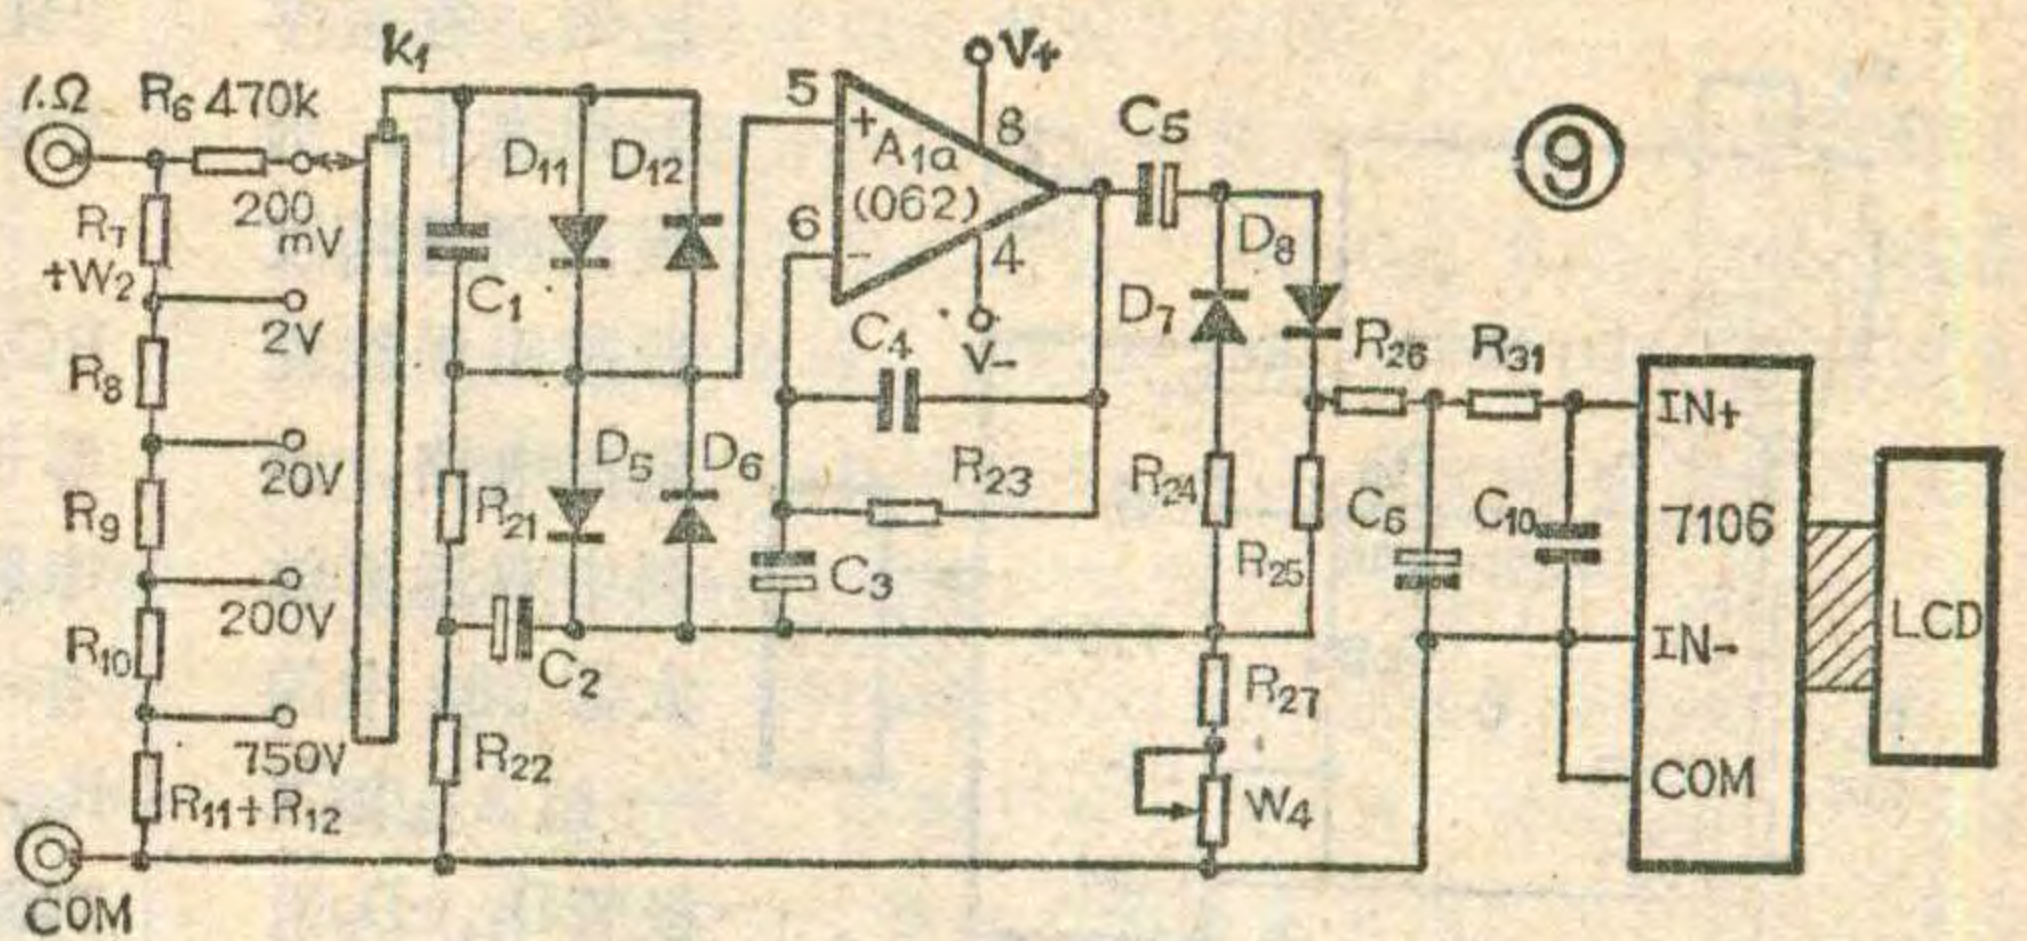 K1
1.Ω
R6 470k
200
mV
R7
+W2
2V
R8
20V
R9
200V
R10
750V
R11+R12
COM
D11
D12
C1
R21
D5
D6
C2
R22
5
+
A1a
(062)
6
-
V+
8
4
V-
C4
R23
C3
C5
D8
D7
R24
R25
R26
R31
C6
C10
R27
W4
9
IN+
7106
IN-
COM
LCD